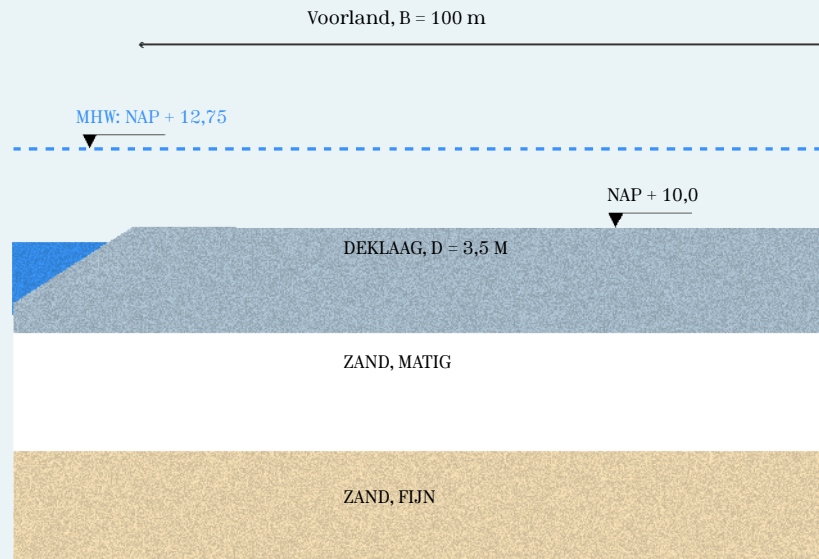 Voorland, B = 100 m
MHW: NAP + 12,75
NAP + 10,0
DEKLAAG, D = 3,5 M
ZAND, MATIG
ZAND, FIJN